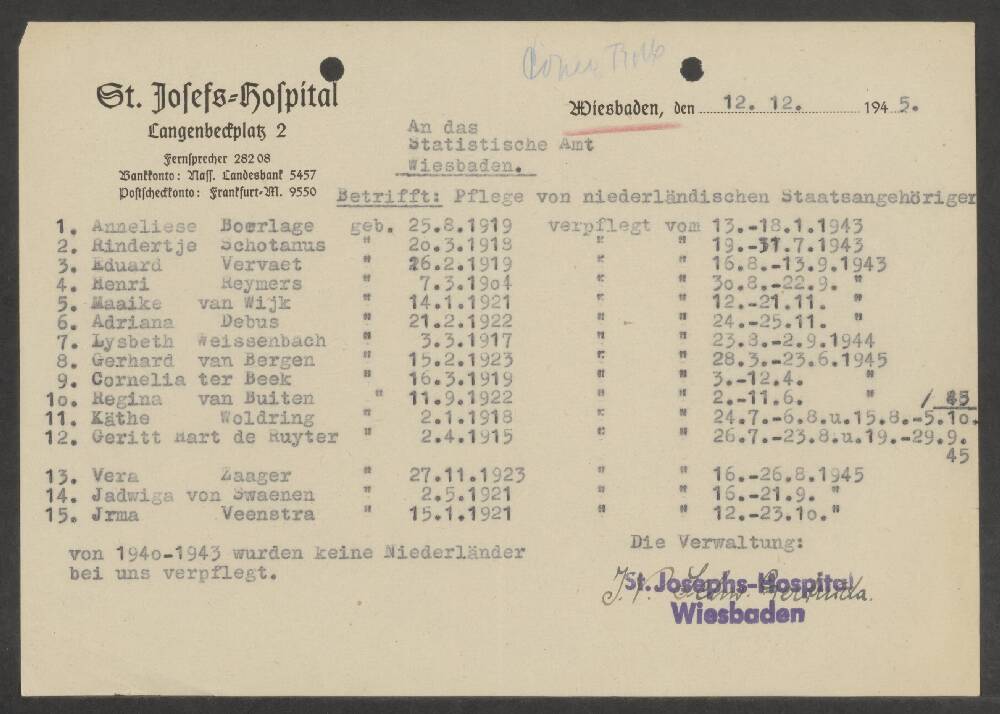 St. Josefs-Hospital
Langenbeckplatz 2
Fernsprecher 282 08
Bankkonto: Nass. Landesbank 5457
Postscheckkonto: Frankfurt-M. 9550
Wiesbaden, den 12. 12. 1945.
An das
Statistische Amt
Wiesbaden.
Betrifft: Pflege von niederländischen Staatsangehöriger
1. Anneliese Boerlage geb. 25.8.1919 verpflegt vom 13.-18.1.1943
2. Rindertje Schotanus " 20.3.1918 " " 19.-31.7.1943
3. Eduard Vervaet " 26.2.1919 " " 16.8.-13.9.1943
4. Henri Reymers " 7.3.19o4 " " 3o.8.-22.9. "
5. Maaike van Wijk " 14.1.1921 " " 12.-21.11. "
6. Adriana Debus " 21.2.1922 " " 24.-25.11. "
7. Lysbeth Weissenbach " 3.3.1917 " " 23.8.-2.9.1944
8. Gerhard van Bergen " 15.2.1923 " " 28.3.-23.6.1945
9. Cornelia ter Beek " 16.3.1919 " " 3.-12.4. "
1o. Regina van Buiten " 11.9.1922 " " 2.-11.6. " / 45
11. Käthe Woldring " 2.1.1918 " " 24.7.-6.8.u.15.8.-5.1o.
12. Geritt Hart de Ruyter " 2.4.1915 " " 26.7.-23.8.u.19.-29.9.
45
13. Vera Zaager " 27.11.1923 " " 16.-26.8.1945
14. Jadwiga von Swaenen " 2.5.1921 " " 16.-21.9. "
15. Jrma Veenstra " 15.1.1921 " " 12.-23.1o."
von 194o-1943 wurden keine Niederländer
bei uns verpflegt.
Die Verwaltung:
St. Josephs-Hospital
Wiesbaden